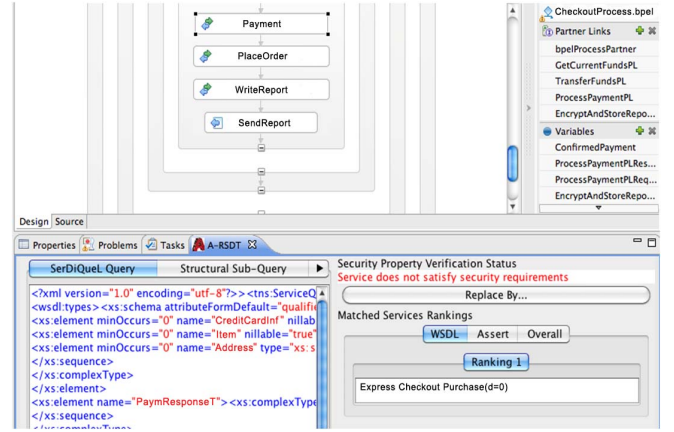 Payment
PlaceOrder
WriteReport
SendReport
CheckoutProcess.bpel
Partner Links
bpelProcessPartner
GetCurrentFundsPL
TransferFundsPL
ProcessPaymentPL
EncryptAndStoreRepo...
Variables
ConfirmedPayment
ProcessPaymentPLRes...
ProcessPaymentPLReq...
EncryptAndStoreRepo...
Design Source
Properties Problems Tasks A-RSDT
SerDiQueL Query Structural Sub-Query
<?xml version="1.0" encoding="utf-8"?><tns:ServiceQ
<wsdl:types><xs:schema attributeFormDefault="qualifie
<xs:element minOccurs="0" name="CreditCardInf" nillab
<xs:element minOccurs="0" name="Item" nillable="true"
<xs:element minOccurs="0" name="Address" type="xs:s
</xs:sequence>
</xs:complexType>
</xs:element>
<xs:element name="PaymResponseT"><xs:complexType
</xs:sequence>
</xs:complexType>
Security Property Verification Status
Service does not satisfy security requirements
Replace By...
Matched Services Rankings
WSDL Assert Overall
Ranking 1
Express Checkout Purchase(d=0)